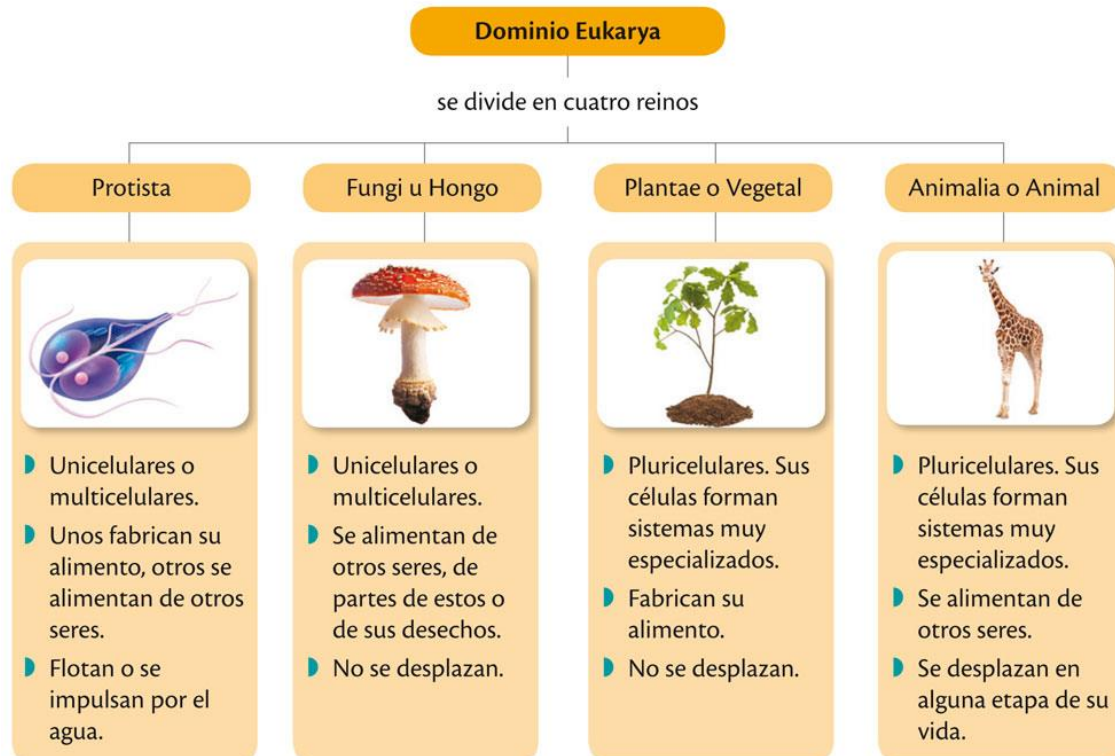 Dominio Eukarya
se divide en cuatro reinos
Protista
Fungi u Hongo
Plantae o Vegetal
Animalia o Animal
Unicelulares o
multicelulares.
Unos fabrican su
alimento, otros se
alimentan de otros
seres.
Flotan o se
impulsan por el
agua.
Unicelulares o
multicelulares.
Se alimentan de
otros seres, de
partes de estos o
de sus desechos.
No se desplazan.
Pluricelulares. Sus
células forman
sistemas muy
especializados.
Fabrican su
alimento.
No se desplazan.
Pluricelulares. Sus
células forman
sistemas muy
especializados.
Se alimentan de
otros seres.
Se desplazan en
alguna etapa de su
vida.